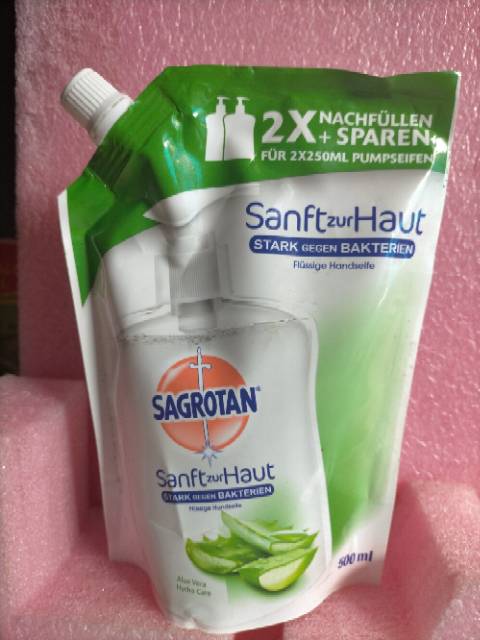 2X NACHFÜLLEN
+ SPAREN
FÜR 2X250ML PUMPSEIFEN
Sanft zur Haut
STARK GEGEN BAKTERIEN
Flüssige Handseife
SAGROTAN®
Sanft zur Haut
STARK GEGEN BAKTERIEN
Flüssige Handseife
Aloe Vera
Hydra Care
500 ml